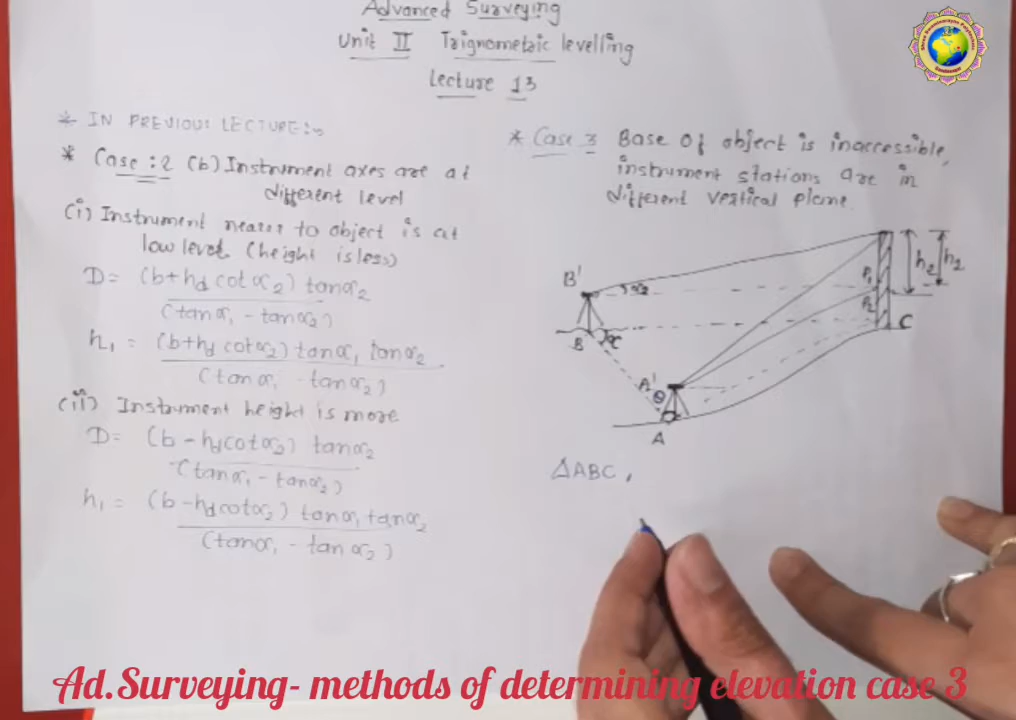 Advanced Surveying
Unit II Trignometric levelling
Lecture 13
* IN PREVIOUS LECTURE:-
* Case:2 (b) Instrument axes are at
different level
(i) Instrument nearer to object is at
low level (height is less)
D = (b+hd cot α2) tan α2
(tan α1 - tan α2)
h1 = (b+hd cot α2) tan α1 tan α2
(tan α1 - tan α2)
(ii) Instrument height is more
D = (b - hd cot α2) tan α2
(tan α1 - tan α2)
h1 = (b - hd cot α2) tan α1 tan α2
(tan α1 - tan α2)
* Case 3 Base of object is inaccessible,
instrument stations are in
different vertical plane.
B' α2 P1 h2 h2
P2
B α C
A' θ
A
△ABC,
Ad.Surveying- methods of determining elevation case 3